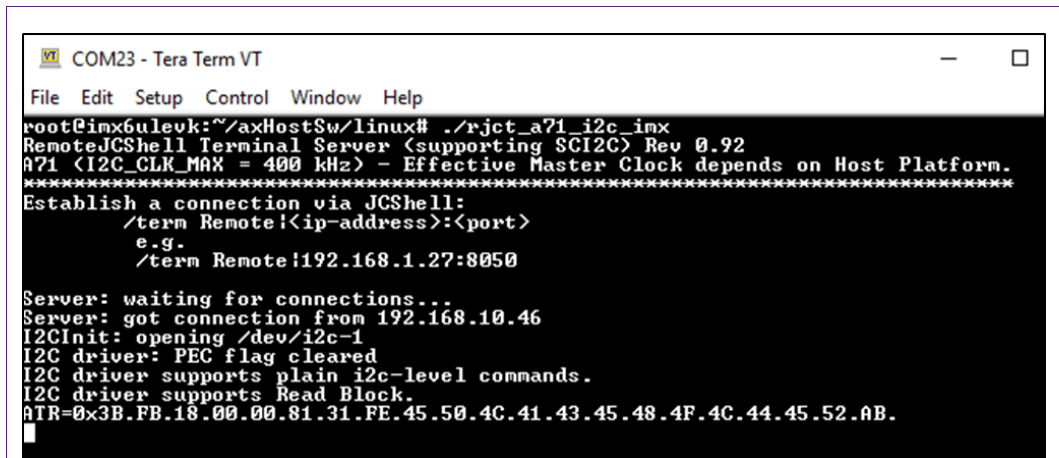 COM23 - Tera Term VT
File Edit Setup Control Window Help
root@imx6ulevk:~/axHostSw/linux# ./rjct_a71_i2c_imx
RemoteJCShell Terminal Server (supporting SCI2C) Rev 0.92
A71 (I2C_CLK_MAX = 400 kHz) - Effective Master Clock depends on Host Platform.
******************************************************************************
Establish a connection via JCShell:
/term Remote|<ip-address>:<port>
e.g.
/term Remote|192.168.1.27:8050
Server: waiting for connections...
Server: got connection from 192.168.10.46
I2CInit: opening /dev/i2c-1
I2C driver: PEC flag cleared
I2C driver supports plain i2c-level commands.
I2C driver supports Read Block.
ATR=0x3B.FB.18.00.00.81.31.FE.45.50.4C.41.43.45.48.4F.4C.44.45.52.AB.